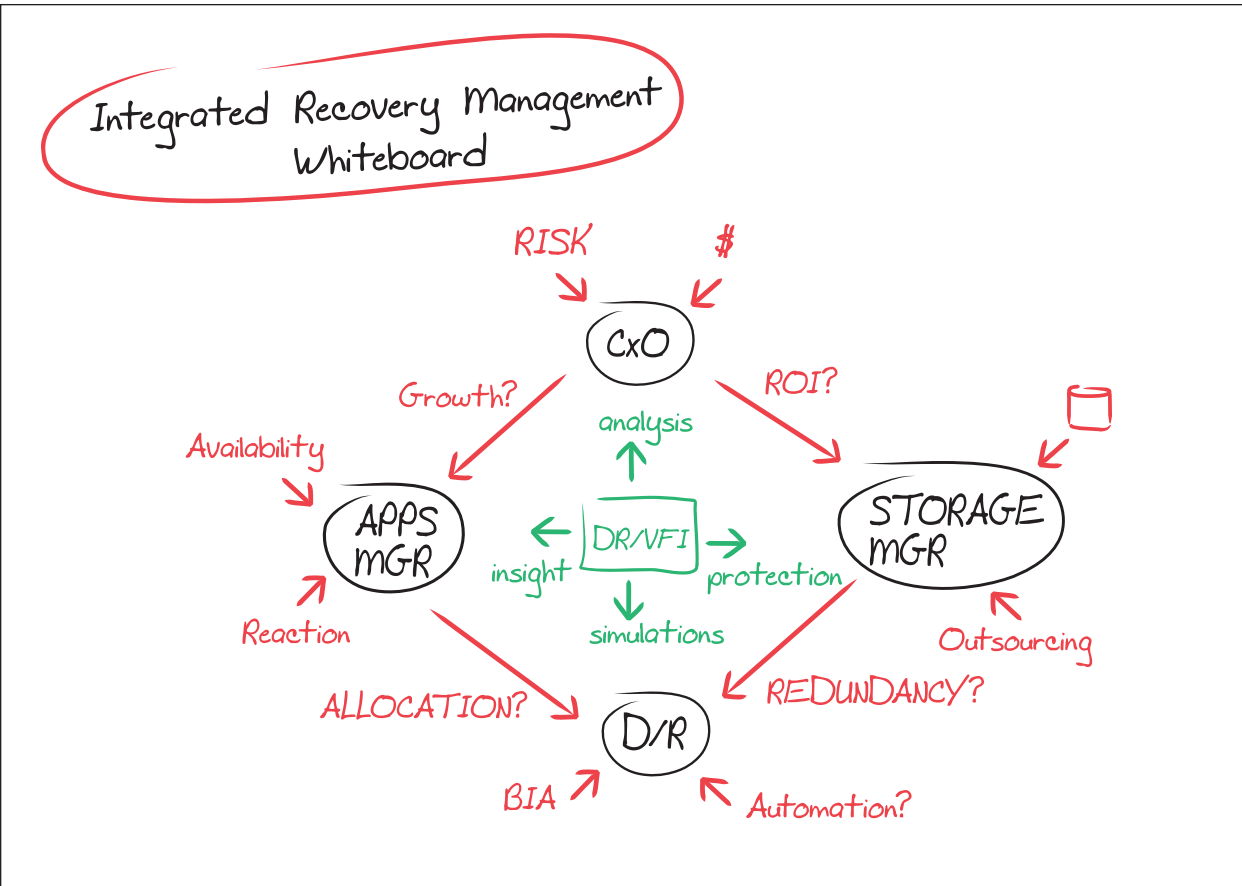 Integrated Recovery Management
Whiteboard
RISK
$
CxO
Growth?
ROI?
analysis
Availability
APPS
MGR
DR/VFI
STORAGE
MGR
insight
protection
Reaction
simulations
Outsourcing
ALLOCATION?
REDUNDANCY?
D/R
BIA
Automation?